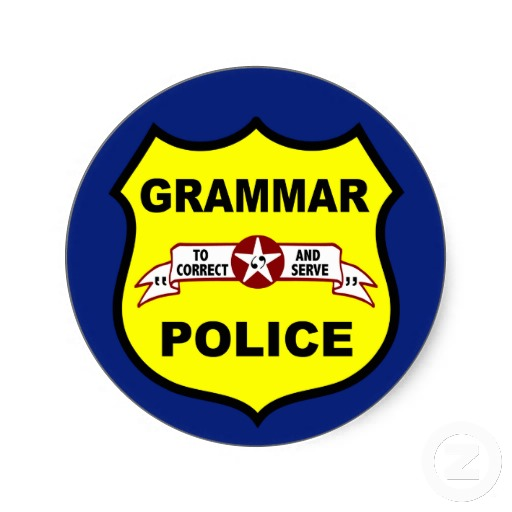 GRAMMAR
TO CORRECT AND SERVE
“ ; ”
POLICE
Z